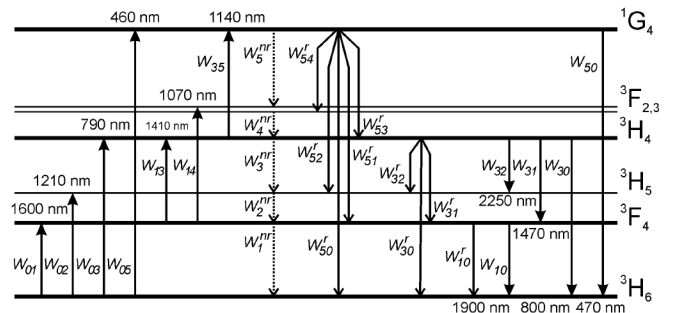 460 nm 1140 nm ¹G₄
W₃₅ W₅ⁿʳ W₅₄ʳ W₅₀
1070 nm ³F₂,₃
790 nm 1410 nm W₄ⁿʳ W₅₃ʳ ³H₄
W₁₃ W₁₄ W₃ⁿʳ W₅₂ʳ W₅₁ʳ W₃₂ʳ W₃₂ W₃₁ W₃₀
1210 nm ³H₅
1600 nm W₂ⁿʳ W₃₁ʳ 2250 nm ³F₄
W₀₁ W₀₂ W₀₃ W₀₅ W₁ⁿʳ W₅₀ʳ W₃₀ʳ W₁₀ʳ W₁₀ 1470 nm
³H₆
1900 nm 800 nm 470 nm